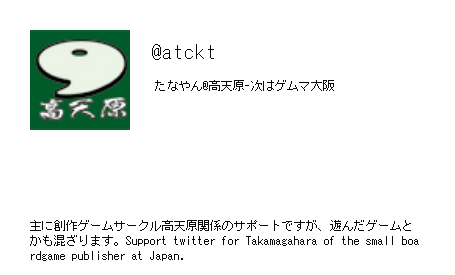 高天原
@atckt
たなやん@高天原-次はゲムマ大阪
主に創作ゲームサークル高天原関係のサポートですが、遊んだゲームと
かも混ざります。Support twitter for Takamagahara of the small boa
rdgame publisher at Japan.